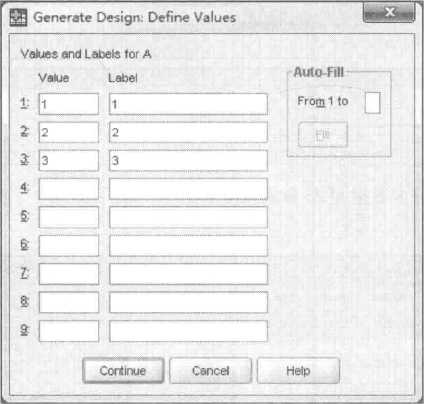 Generate Design: Define Values
Values and Labels for A
Value Label
1: 1 1
2: 2 2
3: 3 3
4:
5:
6:
7:
8:
9:
Auto-Fill
From 1 to
Fill
Continue Cancel Help